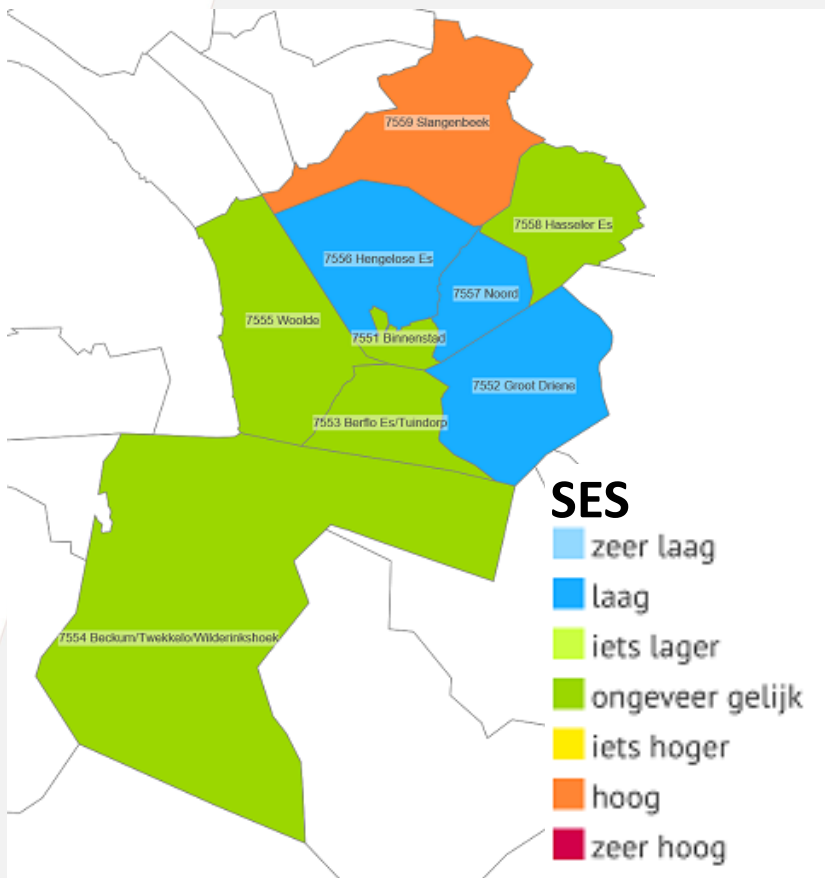 7559 Slangenbeek
7558 Hasseler Es
7556 Hengelose Es
7557 Noord
7555 Woolde
7551 Binnenstad
7552 Groot Driene
7553 Berflo Es/Tuindorp
7554 Beckum/Twekkelo/Wilderinkshoek
SES
zeer laag
laag
iets lager
ongeveer gelijk
iets hoger
hoog
zeer hoog